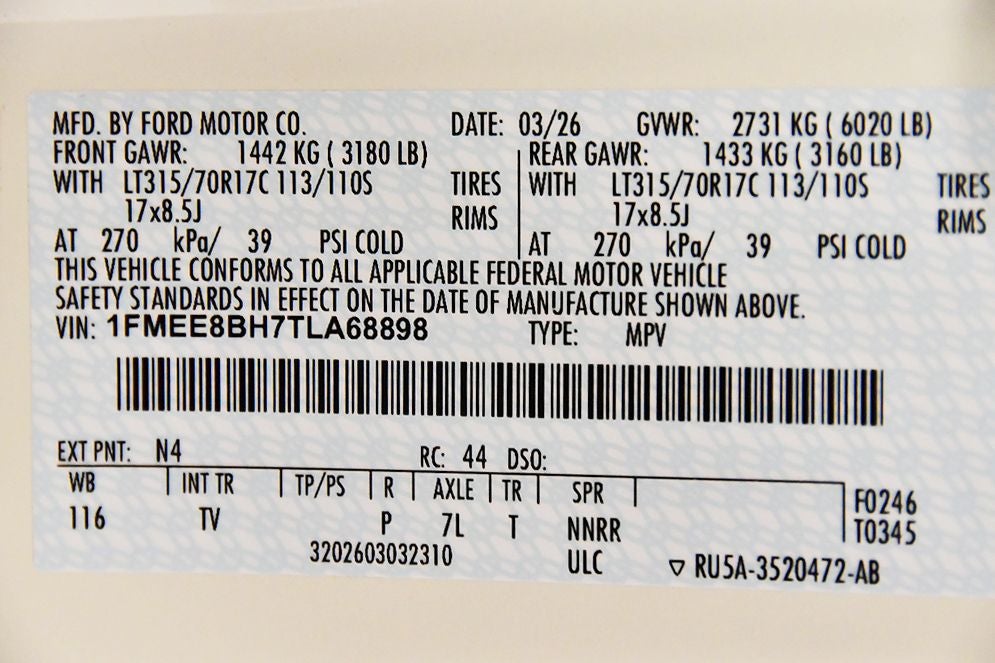 MFD. BY FORD MOTOR CO. DATE: 03/26 GVWR: 2731 KG ( 6020 LB)
FRONT GAWR: 1442 KG ( 3180 LB) REAR GAWR: 1433 KG ( 3160 LB)
WITH LT315/70R17C 113/110S TIRES WITH LT315/70R17C 113/110S TIRES
17x8.5J RIMS 17x8.5J RIMS
AT 270 kPa/ 39 PSI COLD AT 270 kPa/ 39 PSI COLD
THIS VEHICLE CONFORMS TO ALL APPLICABLE FEDERAL MOTOR VEHICLE
SAFETY STANDARDS IN EFFECT ON THE DATE OF MANUFACTURE SHOWN ABOVE.
VIN: 1FMEE8BH7TLA68898 TYPE: MPV
EXT PNT: N4 RC: 44 DSO:
WB INT TR TP/PS R AXLE TR SPR F0246
116 TV P 7L T NNRR T0345
3202603032310 ULC ▽ RU5A-3520472-AB